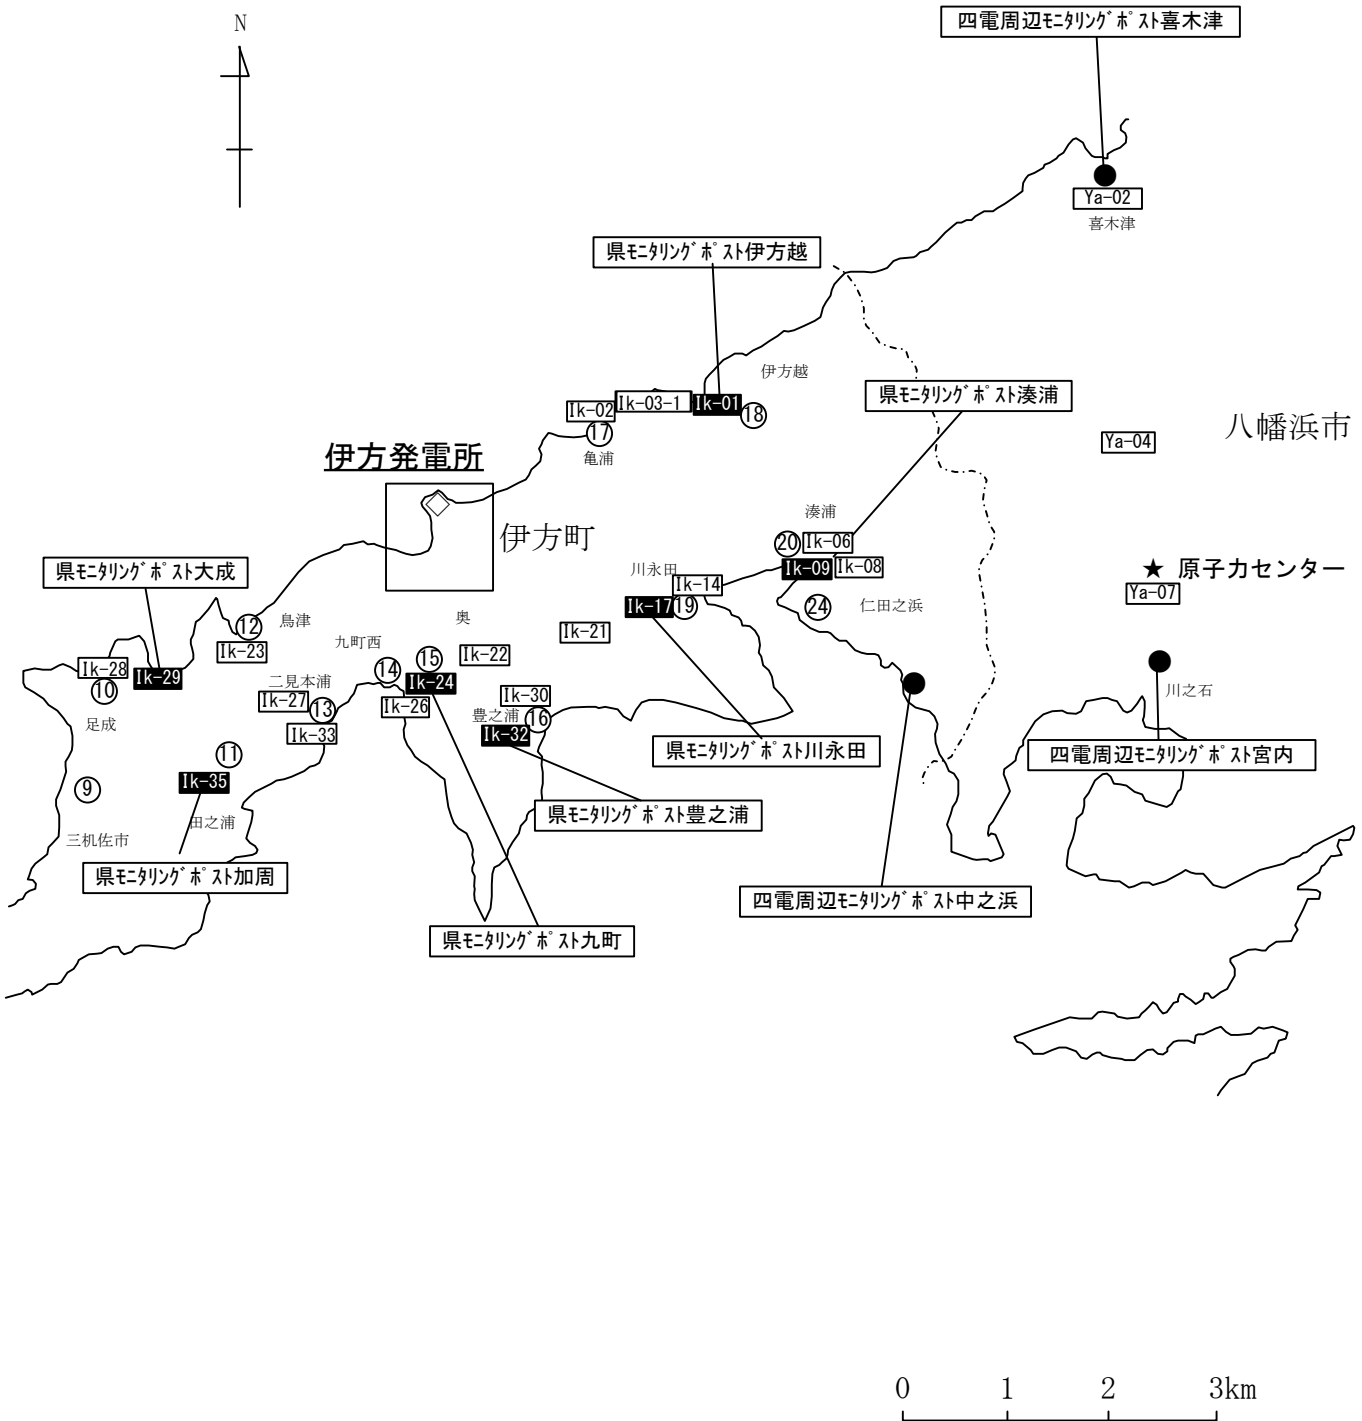 四電周辺ﾓﾆﾀﾘﾝｸﾞﾎﾟｽﾄ喜木津
N
Ya-02
喜木津
県ﾓﾆﾀﾘﾝｸﾞﾎﾟｽﾄ伊方越
伊方越
県ﾓﾆﾀﾘﾝｸﾞﾎﾟｽﾄ湊浦
Ik-02
Ik-03-1
Ik-01
⑱
⑰
亀浦
八幡浜市
Ya-04
伊方発電所
伊方町
湊浦
⑳
Ik-06
Ik-09
Ik-08
県ﾓﾆﾀﾘﾝｸﾞﾎﾟｽﾄ大成
川永田
Ik-14
Ik-17
⑲
㉔
仁田之浜
★ 原子力センター
Ya-07
⑫
鳥津
Ik-23
奥
Ik-21
九町西
⑮
Ik-22
⑭
Ik-24
Ik-28
Ik-29
⑩
足成
二見本浦
Ik-27
⑬
Ik-33
Ik-26
Ik-30
豊之浦
⑯
Ik-32
川之石
県ﾓﾆﾀﾘﾝｸﾞﾎﾟｽﾄ川永田
四電周辺ﾓﾆﾀﾘﾝｸﾞﾎﾟｽﾄ宮内
⑪
Ik-35
⑨
県ﾓﾆﾀﾘﾝｸﾞﾎﾟｽﾄ豊之浦
田之浦
三机佐市
県ﾓﾆﾀﾘﾝｸﾞﾎﾟｽﾄ加周
四電周辺ﾓﾆﾀﾘﾝｸﾞﾎﾟｽﾄ中之浜
県ﾓﾆﾀﾘﾝｸﾞﾎﾟｽﾄ九町
0 1 2 3km